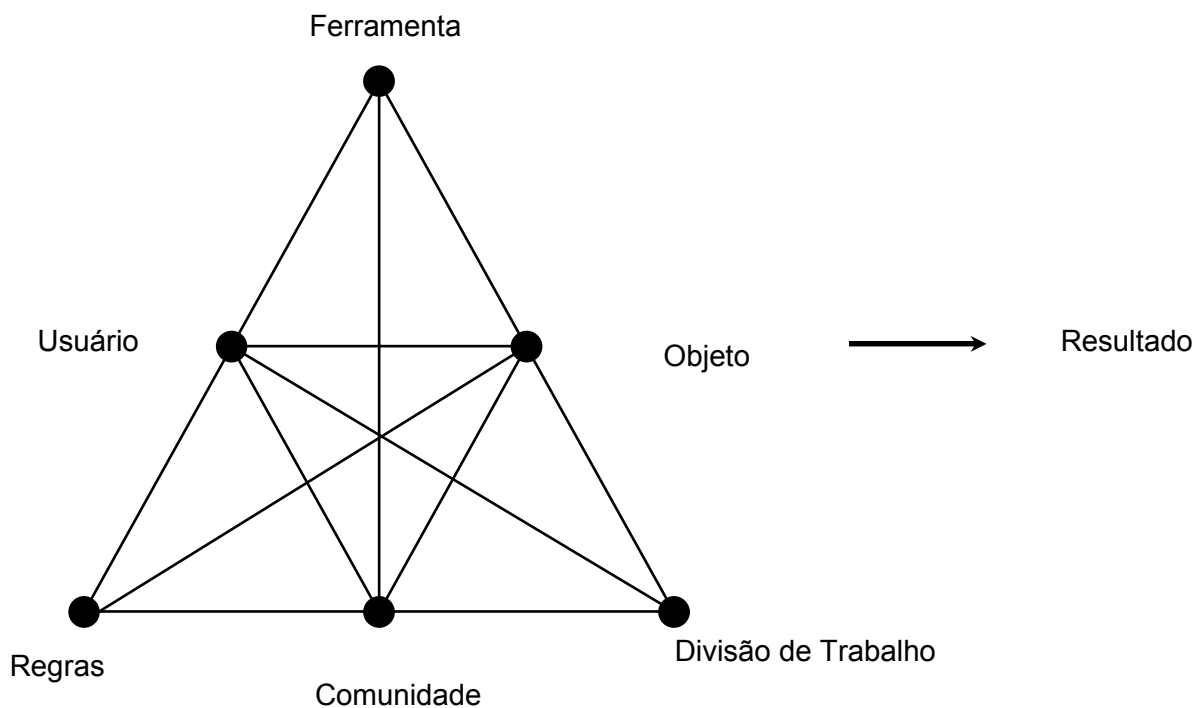 Ferramenta
Usuário
Objeto
Resultado
Regras
Comunidade
Divisão de Trabalho